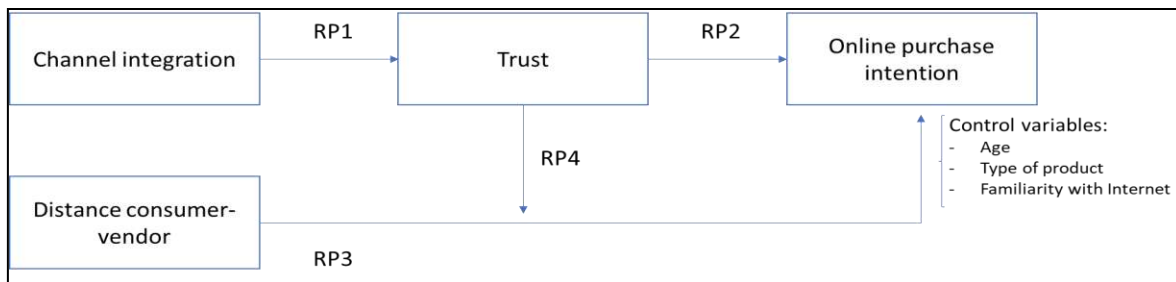 RP1
RP2
Channel integration
Trust
Online purchase
intention
Control variables:
- Age
- Type of product
- Familiarity with Internet
RP4
Distance consumer-
vendor
RP3